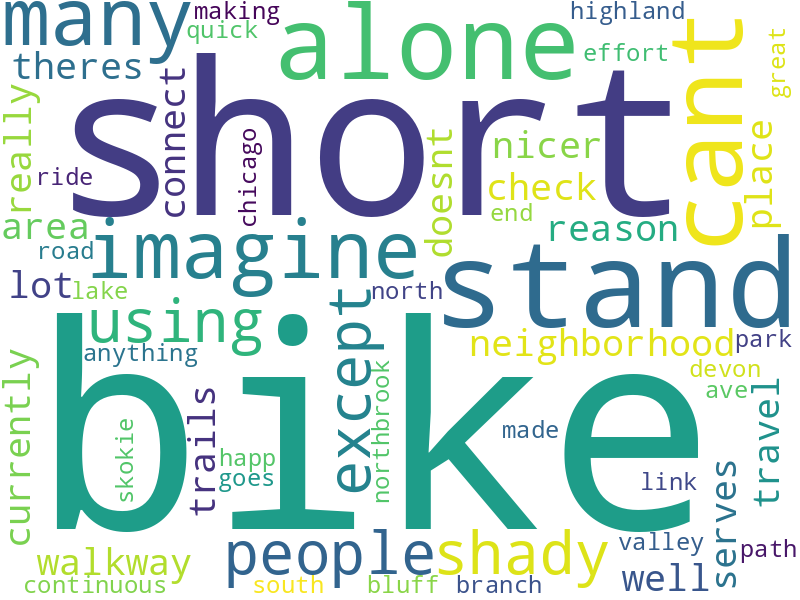 making
many
quick
alone
highland
cant
great
theres
connect
effort
really
short
chicago
doesnt
nicer
place
ride
check
area
end
reason
road
imagine
stand
lot
lake
using
except
north
neighborhood
park
anything
currently
bike
northbrook
devon
ave
travel
trails
skokie
made
happ
goes
link
serves
people
shady
valley
path
walkway
continuous
south
bluff
branch
well